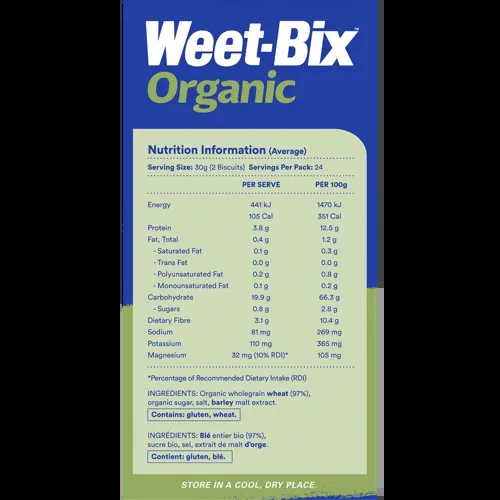 Weet-Bix™
Organic
Nutrition Information (Average)
Serving Size: 30g (2 Biscuits) Servings Per Pack: 24
PER SERVE PER 100g
Energy 441 kJ 1470 kJ
105 Cal 351 Cal
Protein 3.8 g 12.5 g
Fat, Total 0.4 g 1.2 g
- Saturated Fat 0.1 g 0.3 g
- Trans Fat 0.0 g 0.0 g
- Polyunsaturated Fat 0.2 g 0.8 g
- Monounsaturated Fat 0.1 g 0.2 g
Carbohydrate 19.9 g 66.3 g
- Sugars 0.8 g 2.8 g
Dietary Fibre 3.1 g 10.4 g
Sodium 81 mg 269 mg
Potassium 110 mg 365 mg
Magnesium 32 mg (10% RDI)* 105 mg
*Percentage of Recommended Dietary Intake (RDI)
INGREDIENTS: Organic wholegrain wheat (97%),
organic sugar, salt, barley malt extract.
Contains: gluten, wheat.
INGRÉDIENTS: Blé entier bio (97%),
sucre bio, sel, extrait de malt d'orge.
Contient: gluten, blé.
STORE IN A COOL, DRY PLACE.